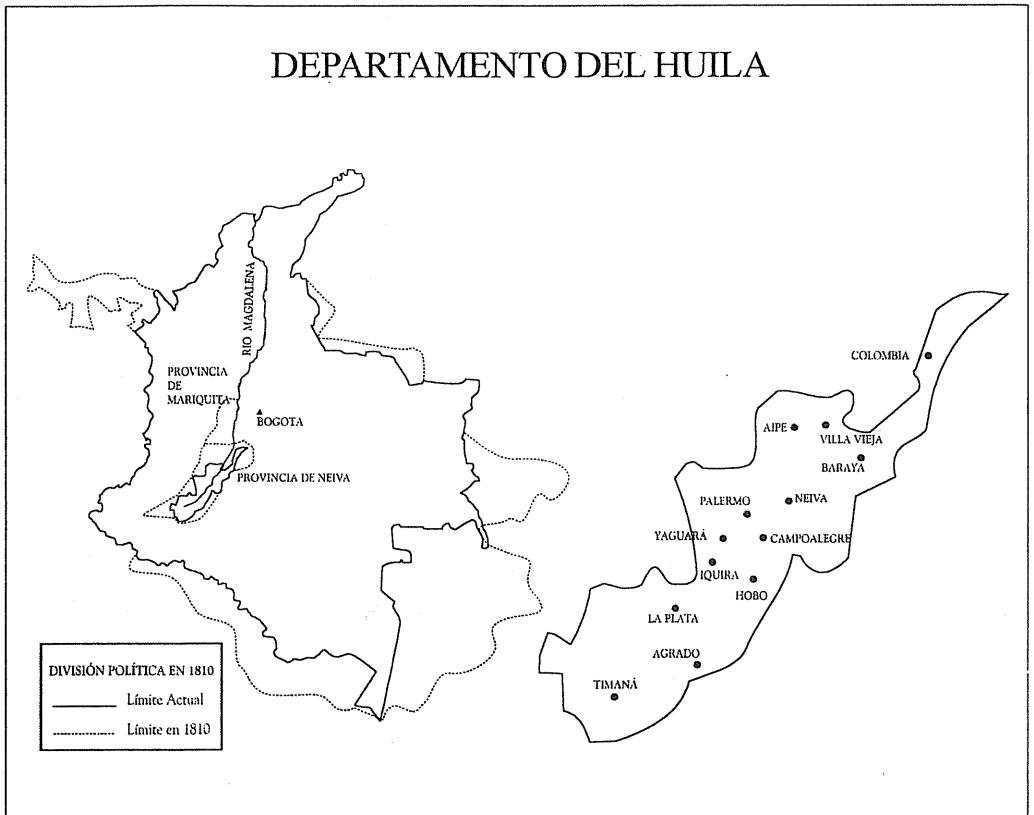 DEPARTAMENTO DEL HUILA
RIO MAGDALENA
PROVINCIA
DE
MARIQUITA
BOGOTA
PROVINCIA DE NEIVA
COLOMBIA
AIPE
VILLA VIEJA
BARAYA
PALERMO
NEIVA
YAGUARÁ
CAMPOALEGRE
IQUIRA
HOBO
LA PLATA
AGRADO
TIMANÁ
DIVISIÓN POLÍTICA EN 1810
Límite Actual
Límite en 1810